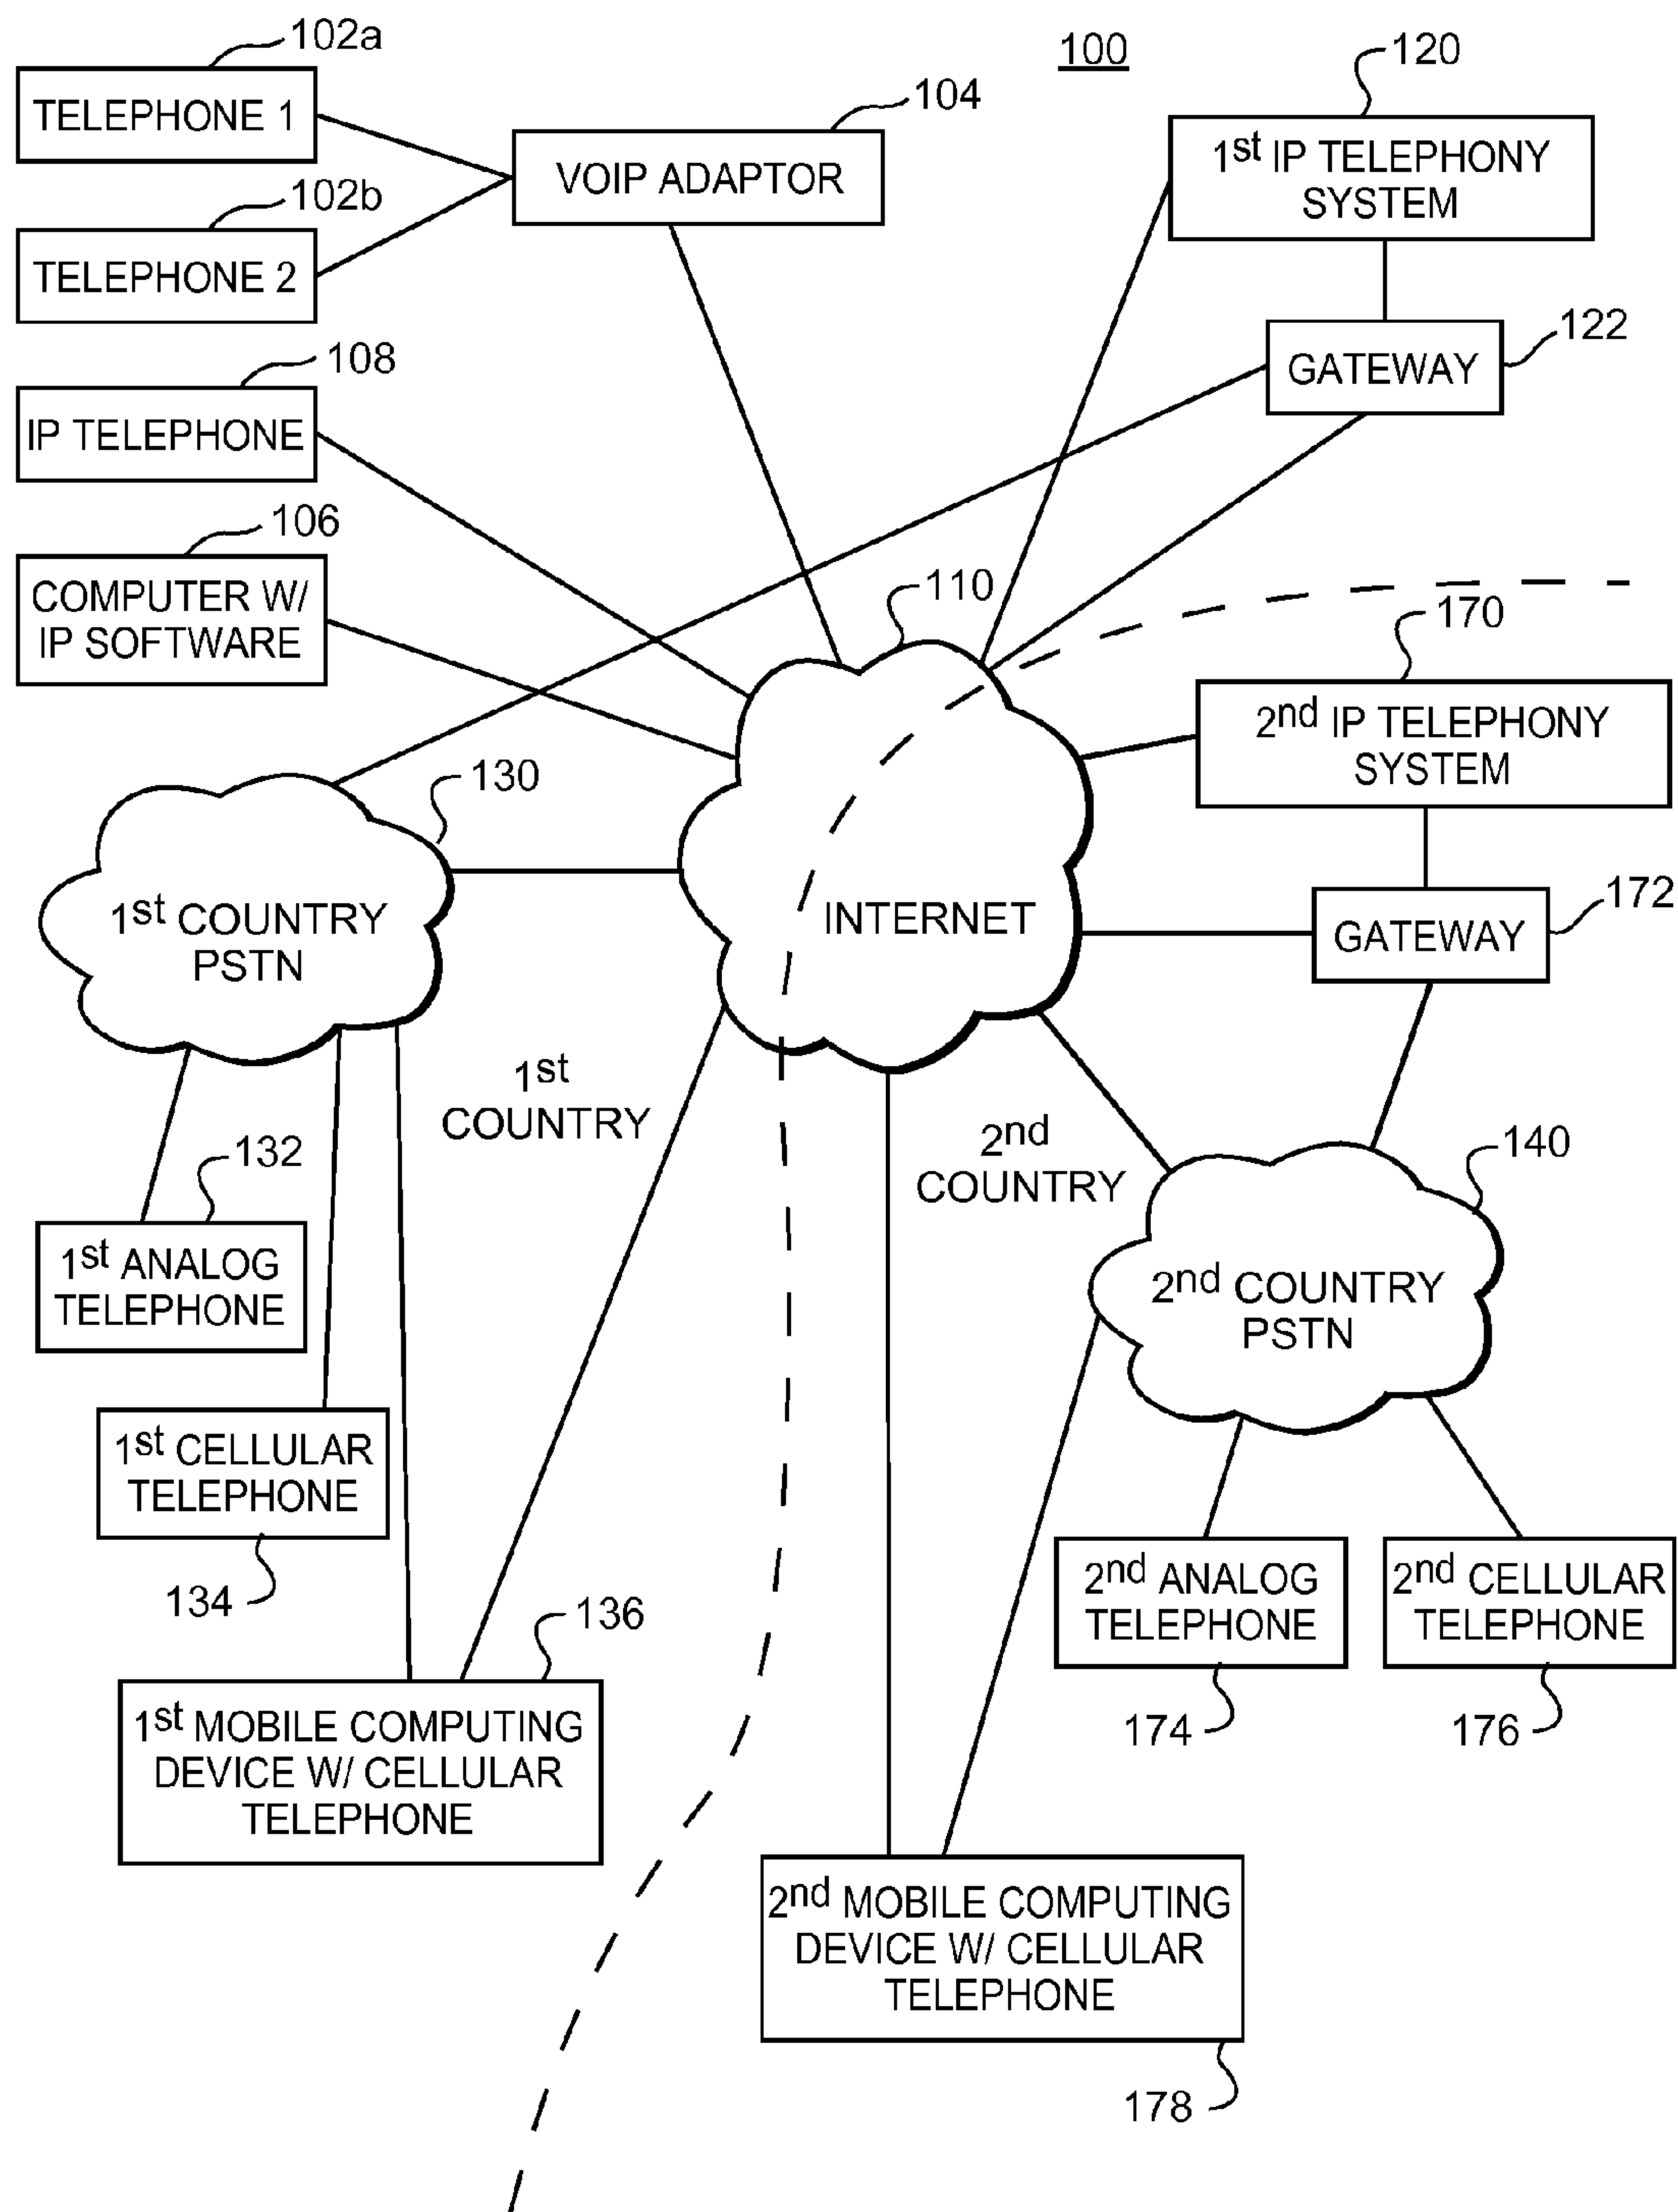 100
102a
TELEPHONE 1
102b
TELEPHONE 2
104
VOIP ADAPTOR
120
1st IP TELEPHONY
SYSTEM
122
GATEWAY
108
IP TELEPHONE
106
COMPUTER W/
IP SOFTWARE
110
INTERNET
170
2nd IP TELEPHONY
SYSTEM
172
GATEWAY
130
1st COUNTRY
PSTN
1st
COUNTRY
2nd
COUNTRY
140
2nd COUNTRY
PSTN
132
1st ANALOG
TELEPHONE
1st CELLULAR
TELEPHONE
134
136
1st MOBILE COMPUTING
DEVICE W/ CELLULAR
TELEPHONE
2nd ANALOG
TELEPHONE
174
2nd CELLULAR
TELEPHONE
176
2nd MOBILE COMPUTING
DEVICE W/ CELLULAR
TELEPHONE
178